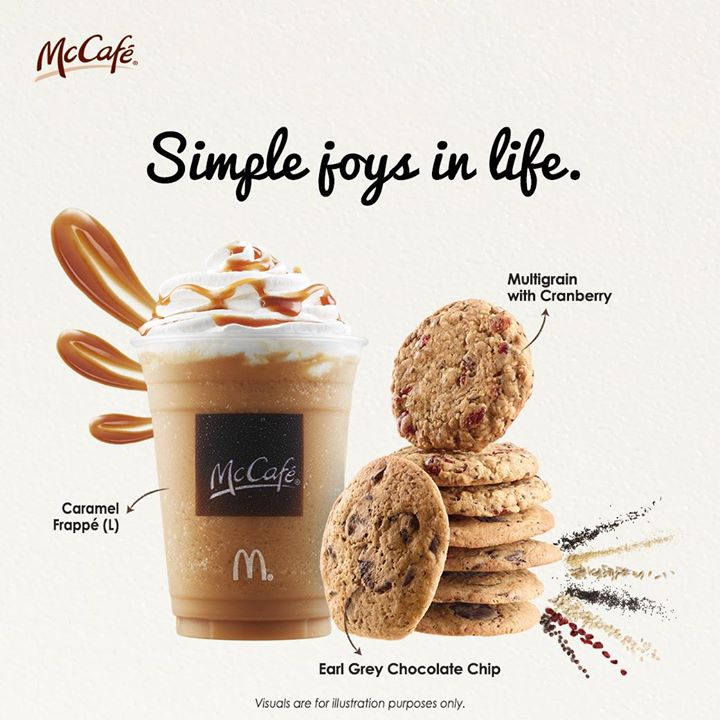 McCafé®
Simple joys in life.
Multigrain
with Cranberry
McCafé®
Caramel
Frappé (L)
M®
Earl Grey Chocolate Chip
Visuals are for illustration purposes only.